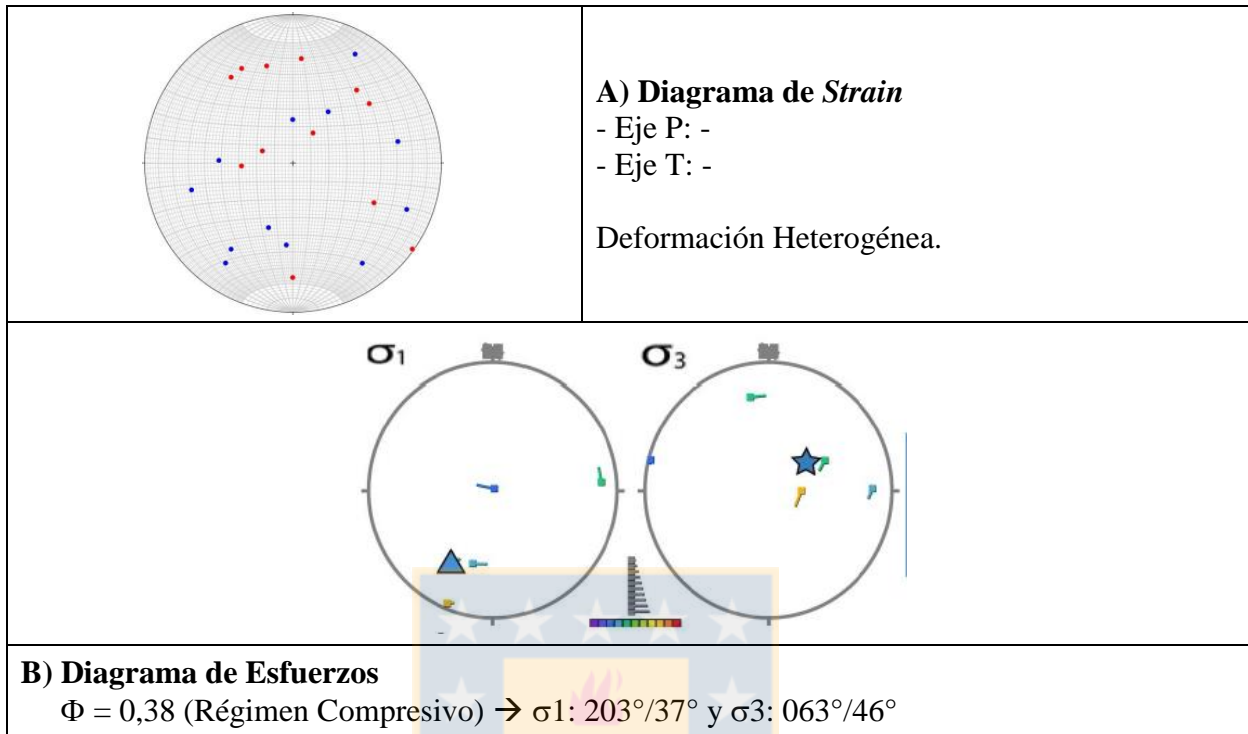 A) Diagrama de Strain
- Eje P: -
- Eje T: -
Deformación Heterogénea.
σ1
σ3
B) Diagrama de Esfuerzos
Φ = 0,38 (Régimen Compresivo) → σ1: 203°/37° y σ3: 063°/46°